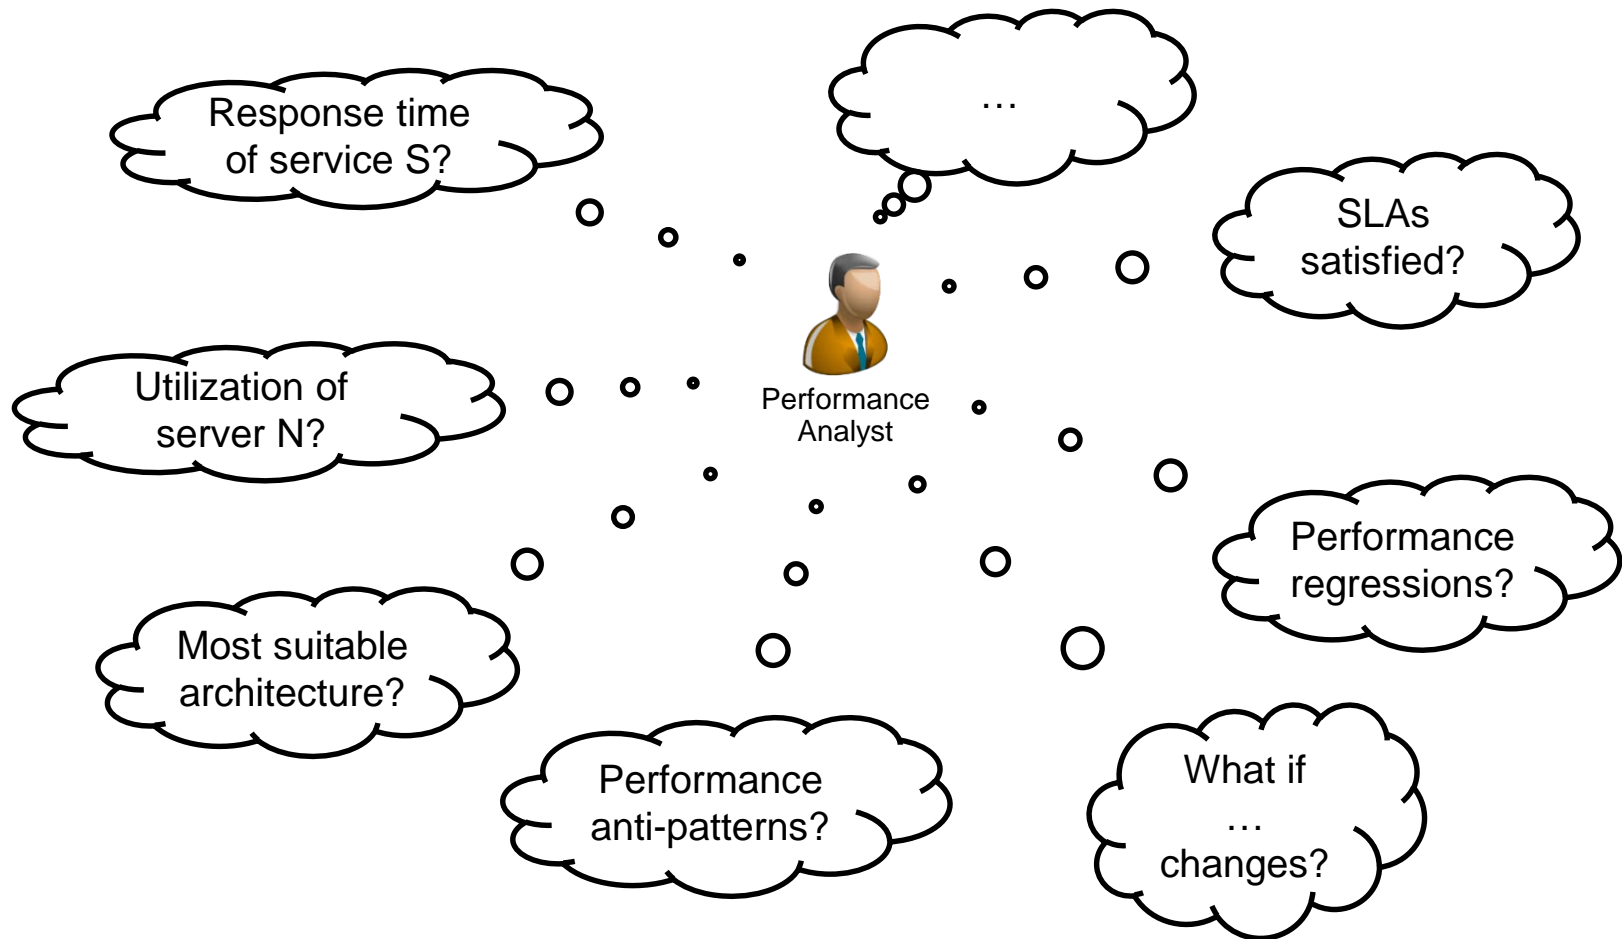 Response time
of service S?
…
SLAs
satisfied?
Utilization of
server N?
Performance
Analyst
Performance
regressions?
Most suitable
architecture?
Performance
anti-patterns?
What if
…
changes?